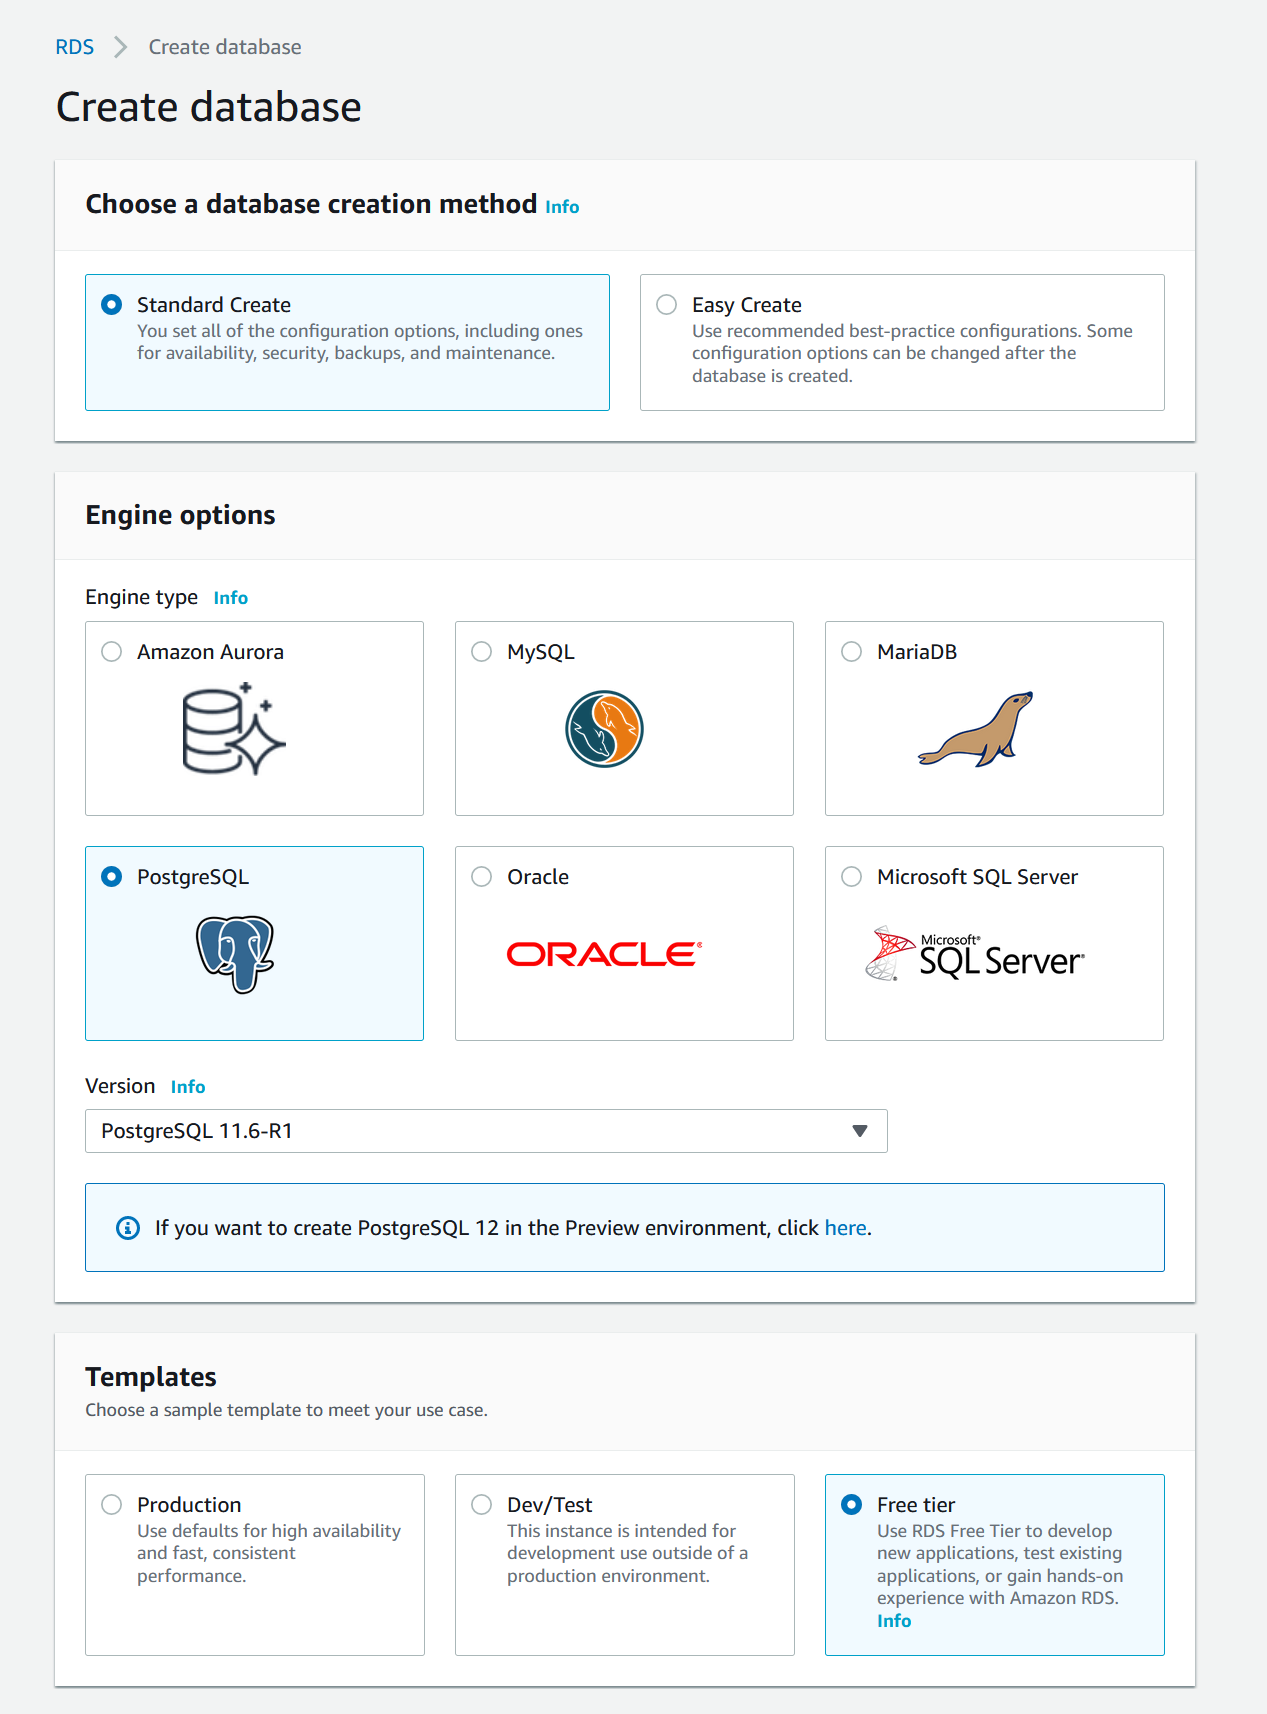 RDS > Create database
Create database
Choose a database creation method Info
Standard Create
You set all of the configuration options, including ones
for availability, security, backups, and maintenance.
Easy Create
Use recommended best-practice configurations. Some
configuration options can be changed after the
database is created.
Engine options
Engine type Info
Amazon Aurora
MySQL
MariaDB
PostgreSQL
Oracle
ORACLE®
Microsoft SQL Server
Microsoft®
SQL Server®
Version Info
PostgreSQL 11.6-R1
If you want to create PostgreSQL 12 in the Preview environment, click here.
Templates
Choose a sample template to meet your use case.
Production
Use defaults for high availability
and fast, consistent
performance.
Dev/Test
This instance is intended for
development use outside of a
production environment.
Free tier
Use RDS Free Tier to develop
new applications, test existing
applications, or gain hands-on
experience with Amazon RDS.
Info